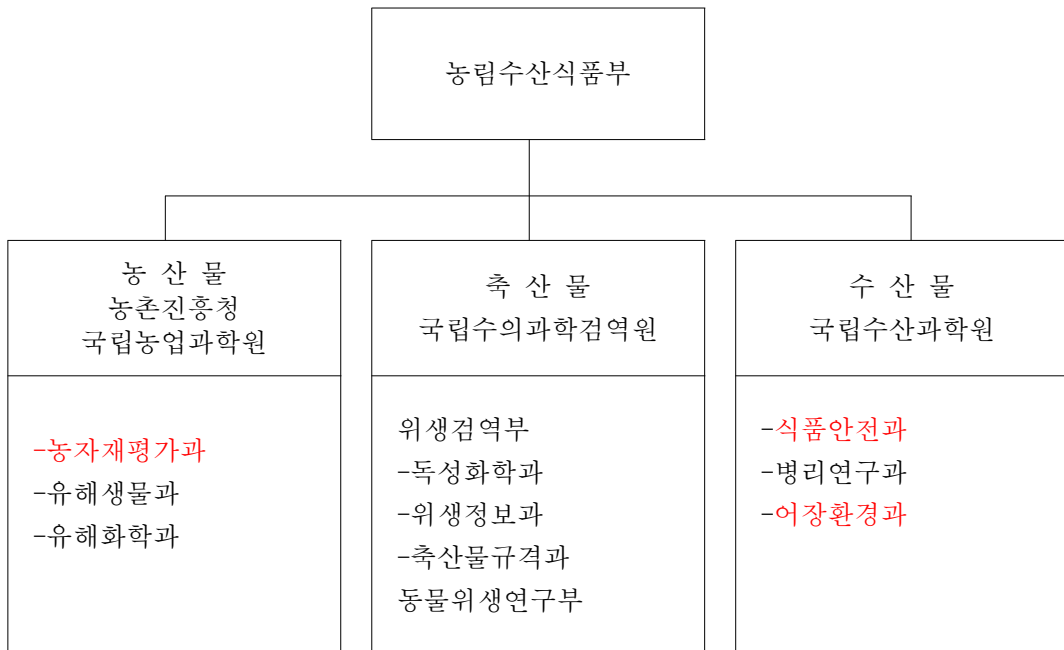 농림수산식품부
농 산 물
농촌진흥청
국립농업과학원
-농자재평가과
-유해생물과
-유해화학과
축 산 물
국립수의과학검역원
위생검역부
-독성화학과
-위생정보과
-축산물규격과
동물위생연구부
수 산 물
국립수산과학원
-식품안전과
-병리연구과
-어장환경과